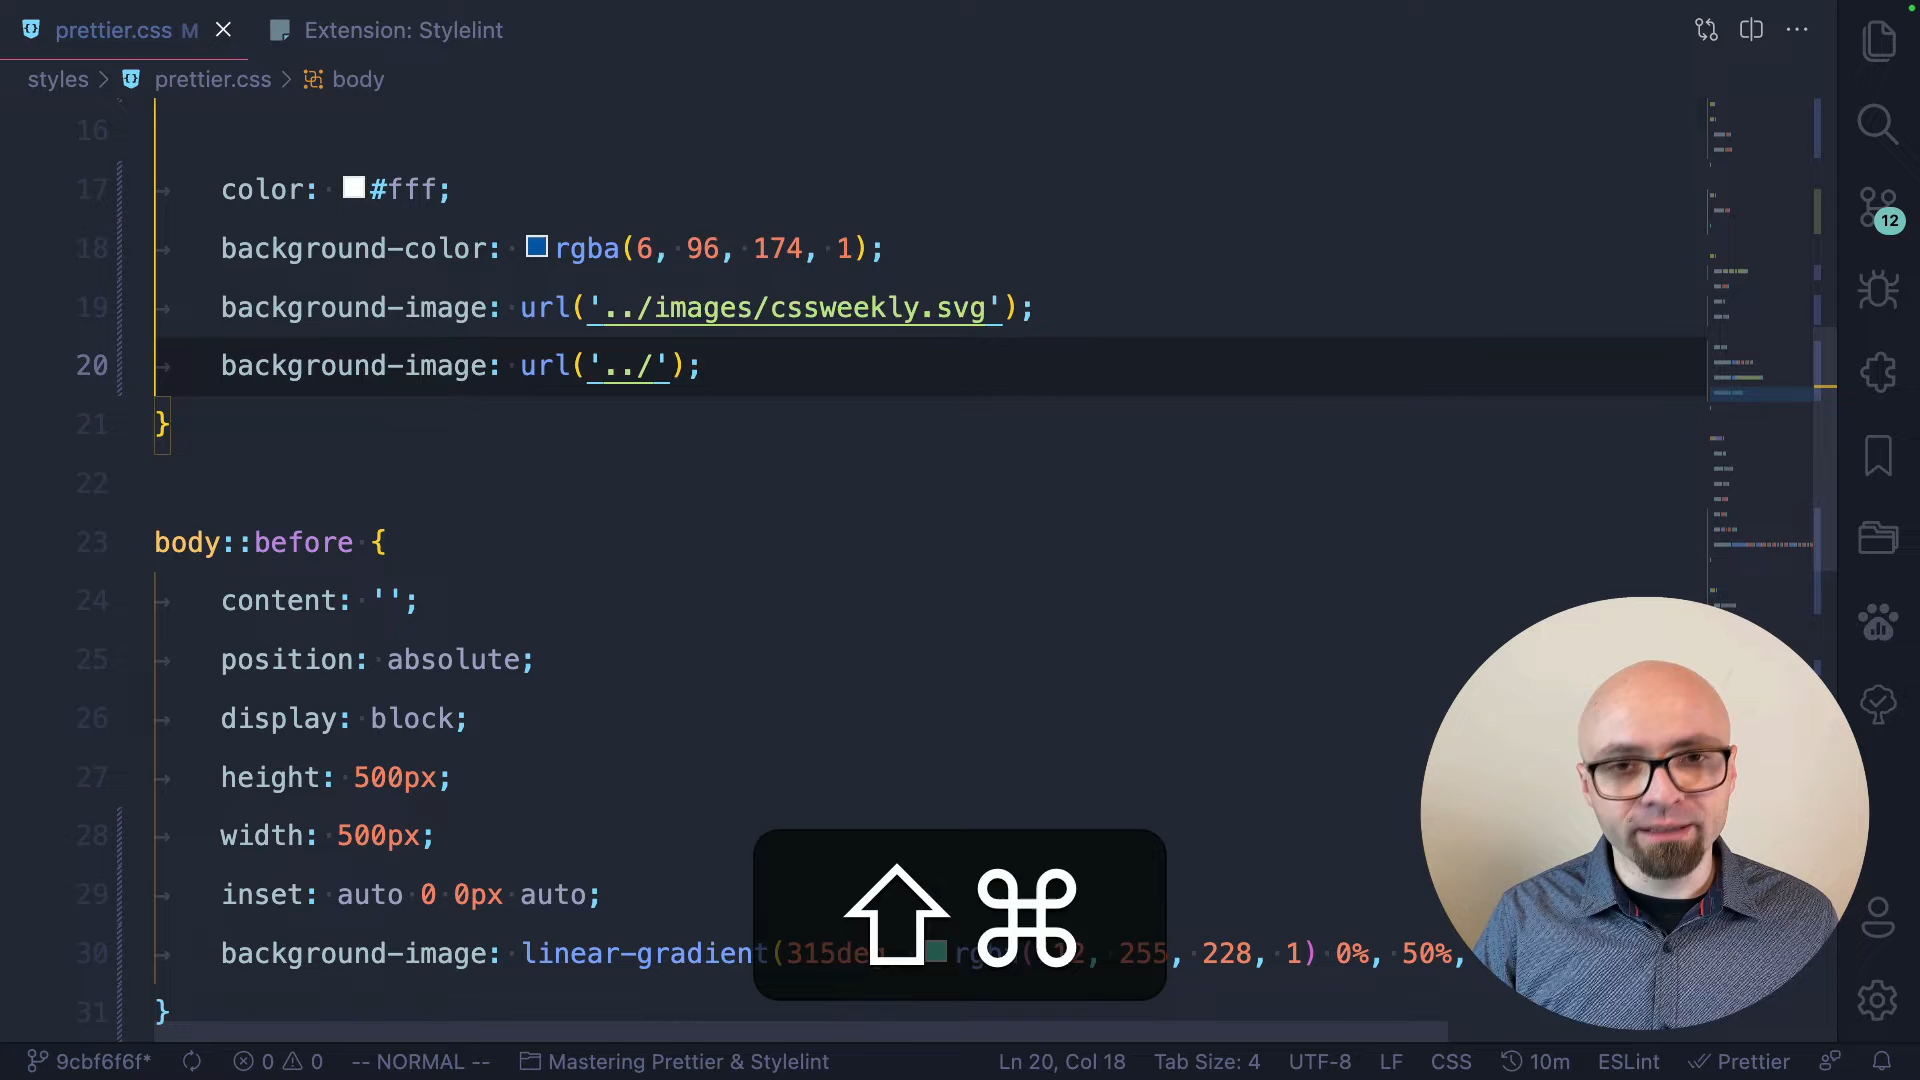 prettier.css M
Extension: Stylelint
styles > prettier.css > body
16
17 color: #fff;
18 background-color: rgba(6, 96, 174, 1);
19 background-image: url('../images/cssweekly.svg');
20 background-image: url('../');
21 }
22
23 body::before {
24 content: '';
25 position: absolute;
26 display: block;
27 height: 500px;
28 width: 500px;
29 inset: auto 0 0px auto;
30 background-image: linear-gradient(315deg, 255, 228, 1) 0%, 50%,
31 }
12
9cbf6f6f* 0 0 -- NORMAL -- Mastering Prettier & Stylelint Ln 20, Col 18 Tab Size: 4 UTF-8 LF CSS 10m ESLint Prettier